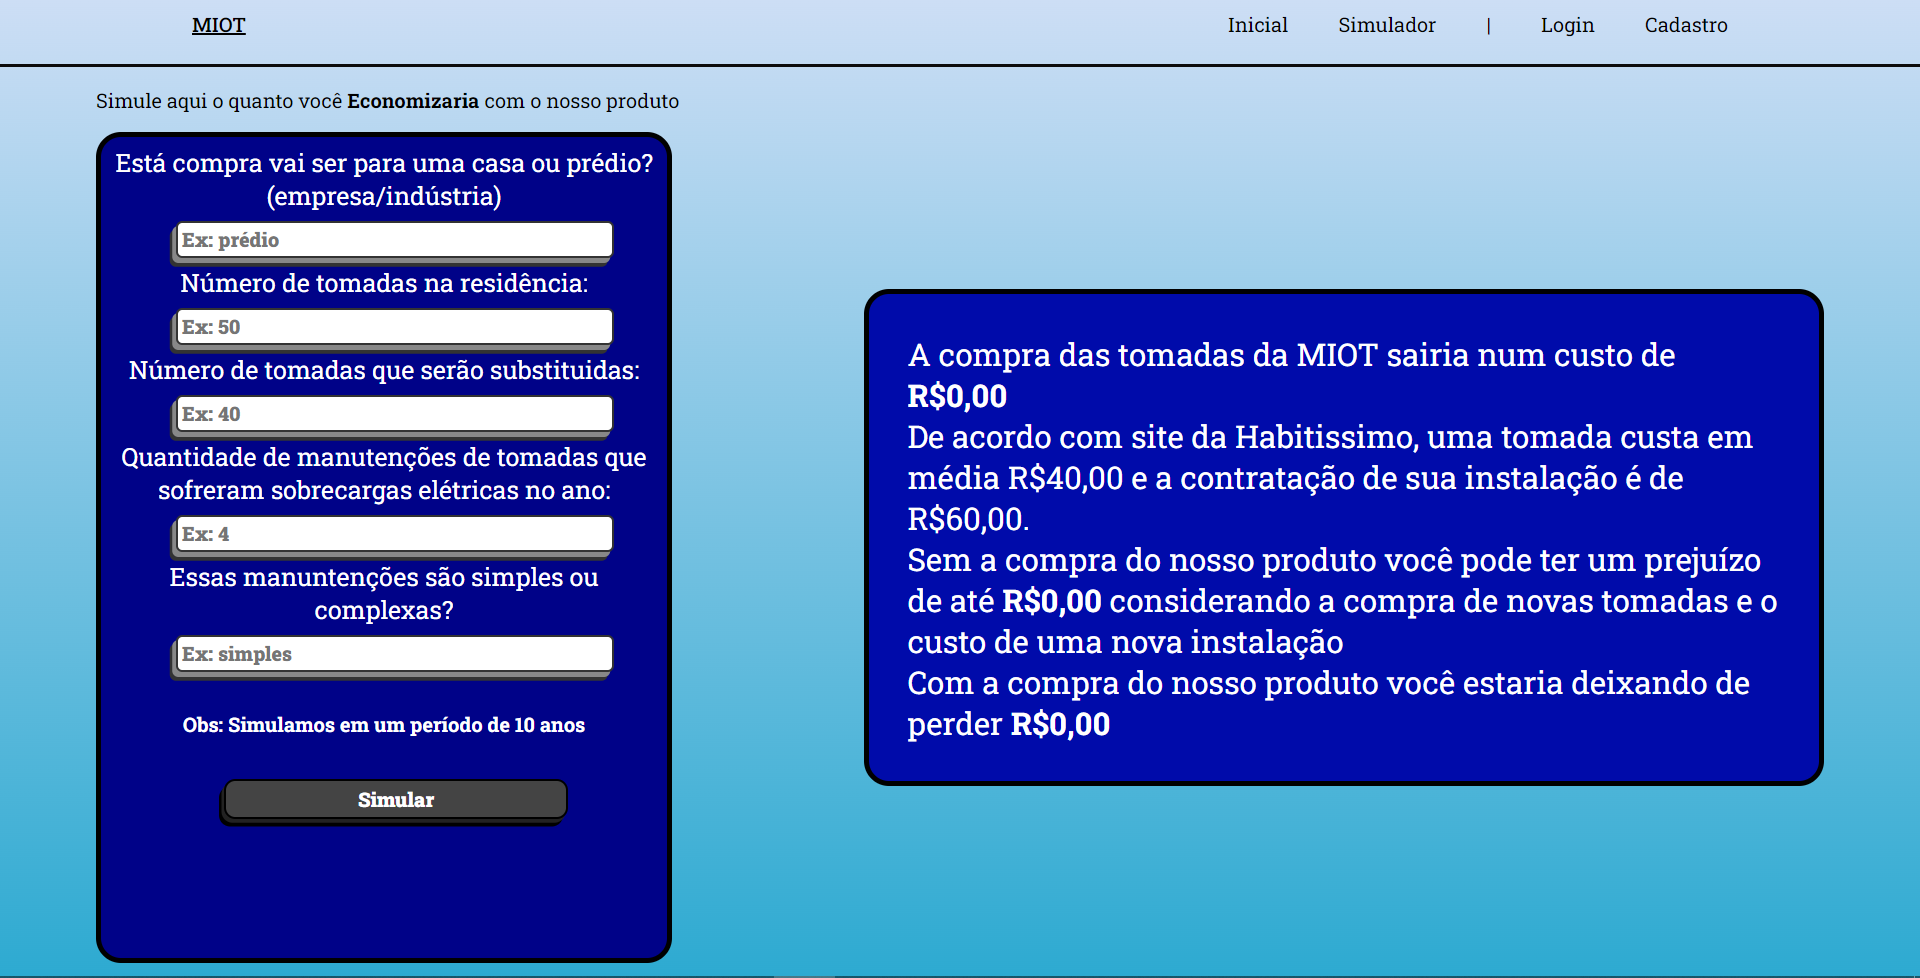 MIOT
Inicial Simulador | Login Cadastro
Simule aqui o quanto você Economizaria com o nosso produto
Está compra vai ser para uma casa ou prédio?
(empresa/indústria)
Ex: prédio
Número de tomadas na residência:
Ex: 50
Número de tomadas que serão substituidas:
Ex: 40
Quantidade de manutenções de tomadas que
sofreram sobrecargas elétricas no ano:
Ex: 4
Essas manuntenções são simples ou
complexas?
Ex: simples
Obs: Simulamos em um período de 10 anos
Simular
A compra das tomadas da MIOT sairia num custo de
R$0,00
De acordo com site da Habitissimo, uma tomada custa em
média R$40,00 e a contratação de sua instalação é de
R$60,00.
Sem a compra do nosso produto você pode ter um prejuízo
de até R$0,00 considerando a compra de novas tomadas e o
custo de uma nova instalação
Com a compra do nosso produto você estaria deixando de
perder R$0,00